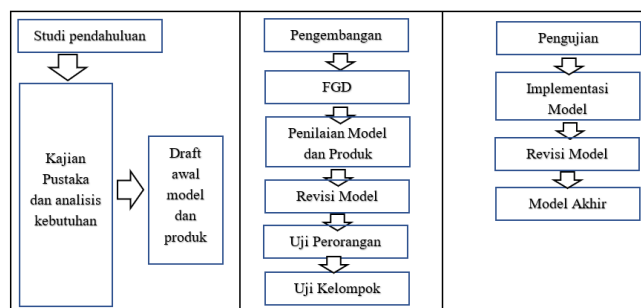 Studi pendahuluan
Kajian
Pustaka
dan analisis
kebutuhan
Draft
awal
model
dan
produk
Pengembangan
FGD
Penilaian Model
dan Produk
Revisi Model
Uji Perorangan
Uji Kelompok
Pengujian
Implementasi
Model
Revisi Model
Model Akhir